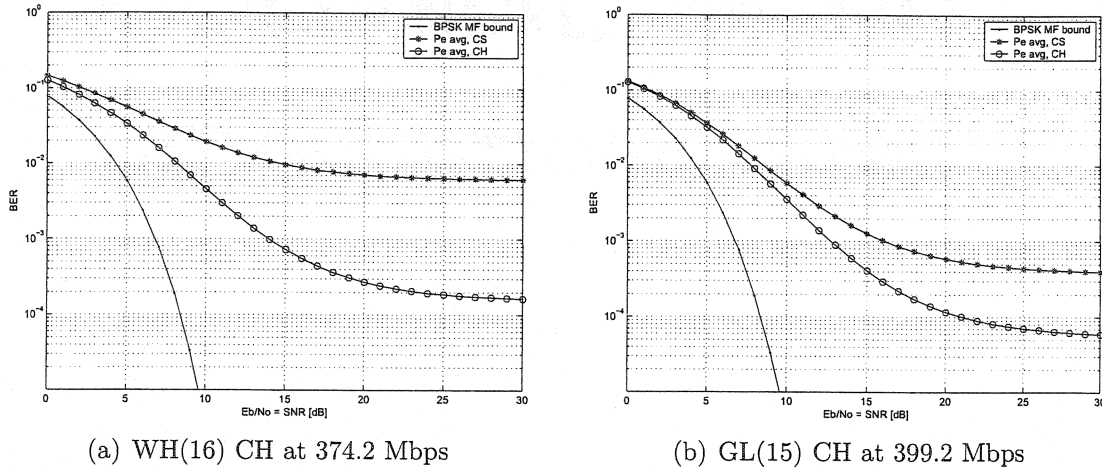 10^0
10^-1
10^-2
10^-3
10^-4
BER
0 5 10 15 20 25 30
Eb/No = SNR [dB]
BPSK MF bound
Pe avg, CS
Pe avg, CH
(a) WH(16) CH at 374.2 Mbps
10^0
10^-1
10^-2
10^-3
10^-4
BER
0 5 10 15 20 25 30
Eb/No = SNR [dB]
BPSK MF bound
Pe avg, CS
Pe avg, CH
(b) GL(15) CH at 399.2 Mbps